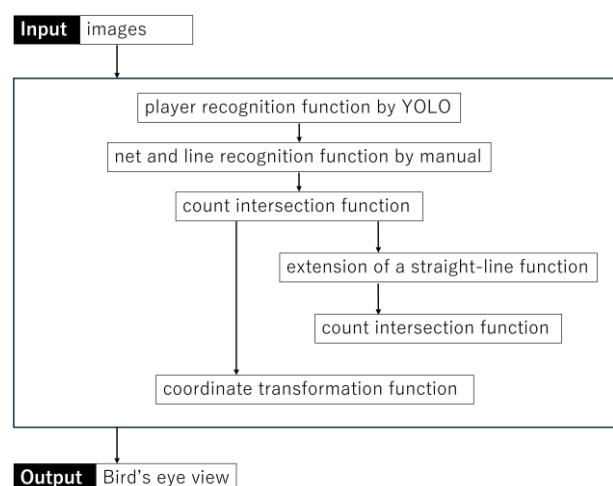 Input images
player recognition function by YOLO
net and line recognition function by manual
count intersection function
extension of a straight-line function
count intersection function
coordinate transformation function
Output Bird's eye view